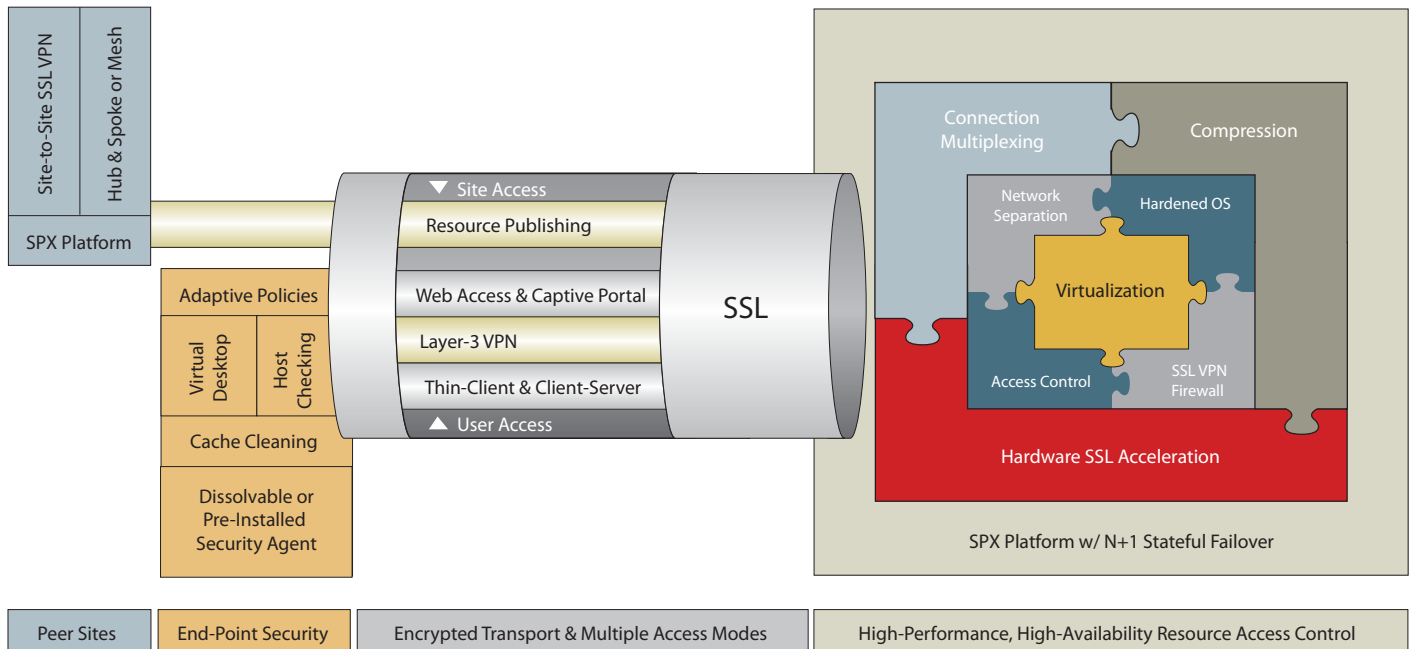 Site-to-Site SSL VPN
Hub & Spoke or Mesh
SPX Platform
Adaptive Policies
Virtual
Desktop
Host
Checking
Cache Cleaning
Dissolvable or
Pre-Installed
Security Agent
Site Access
Resource Publishing
Web Access & Captive Portal
Layer-3 VPN
Thin-Client & Client-Server
User Access
SSL
Connection
Multiplexing
Compression
Network
Separation
Hardened OS
Virtualization
Access Control
SSL VPN
Firewall
Hardware SSL Acceleration
SPX Platform w/ N+1 Stateful Failover
Peer Sites
End-Point Security
Encrypted Transport & Multiple Access Modes
High-Performance, High-Availability Resource Access Control